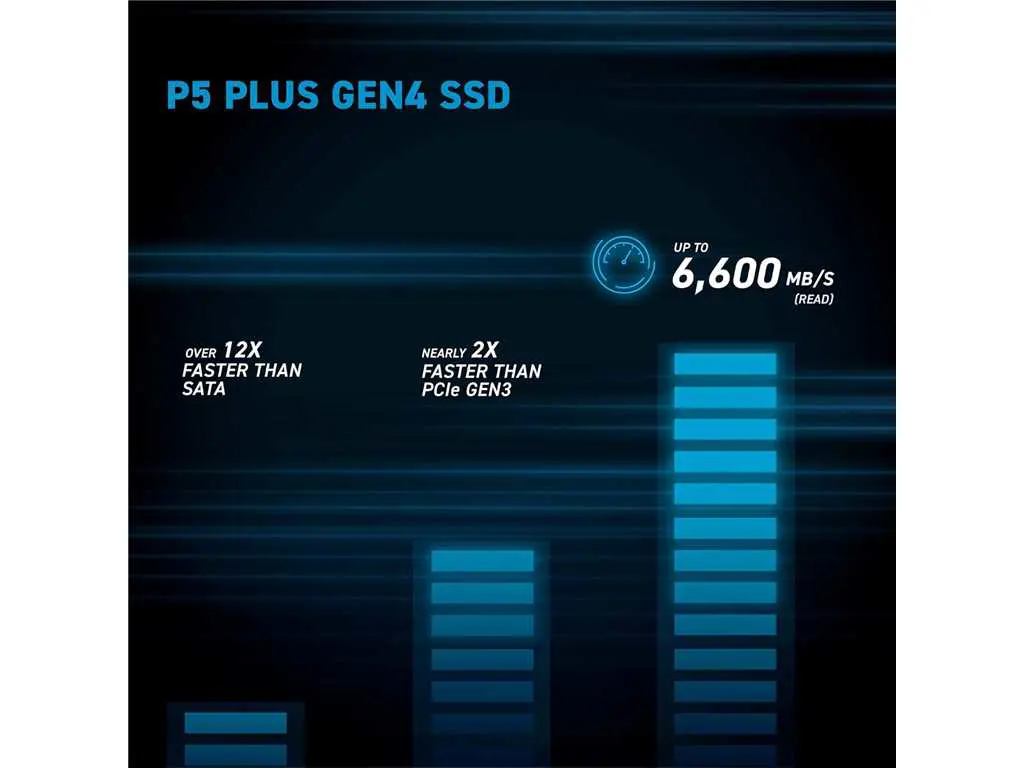 P5 PLUS GEN4 SSD
UP TO
6,600 MB/S
(READ)
OVER 12X
FASTER THAN
SATA
NEARLY 2X
FASTER THAN
PCIe GEN3